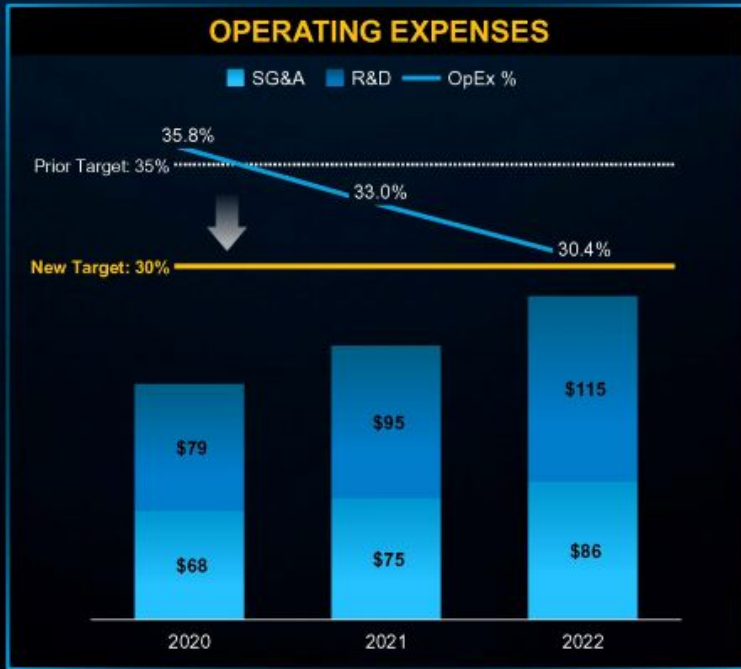 OPERATING EXPENSES
SG&A R&D OpEx %
35.8%
Prior Target: 35%
33.0%
30.4%
New Target: 30%
$115
$95
$79
$86
$75
$68
2020 2021 2022